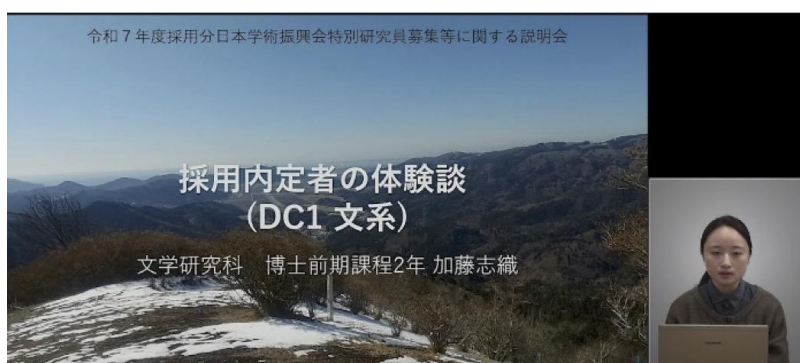 令和７年度採用分日本学術振興会特別研究員募集等に関する説明会
採用内定者の体験談
(DC1 文系)
文学研究科　博士前期課程2年 加藤志織